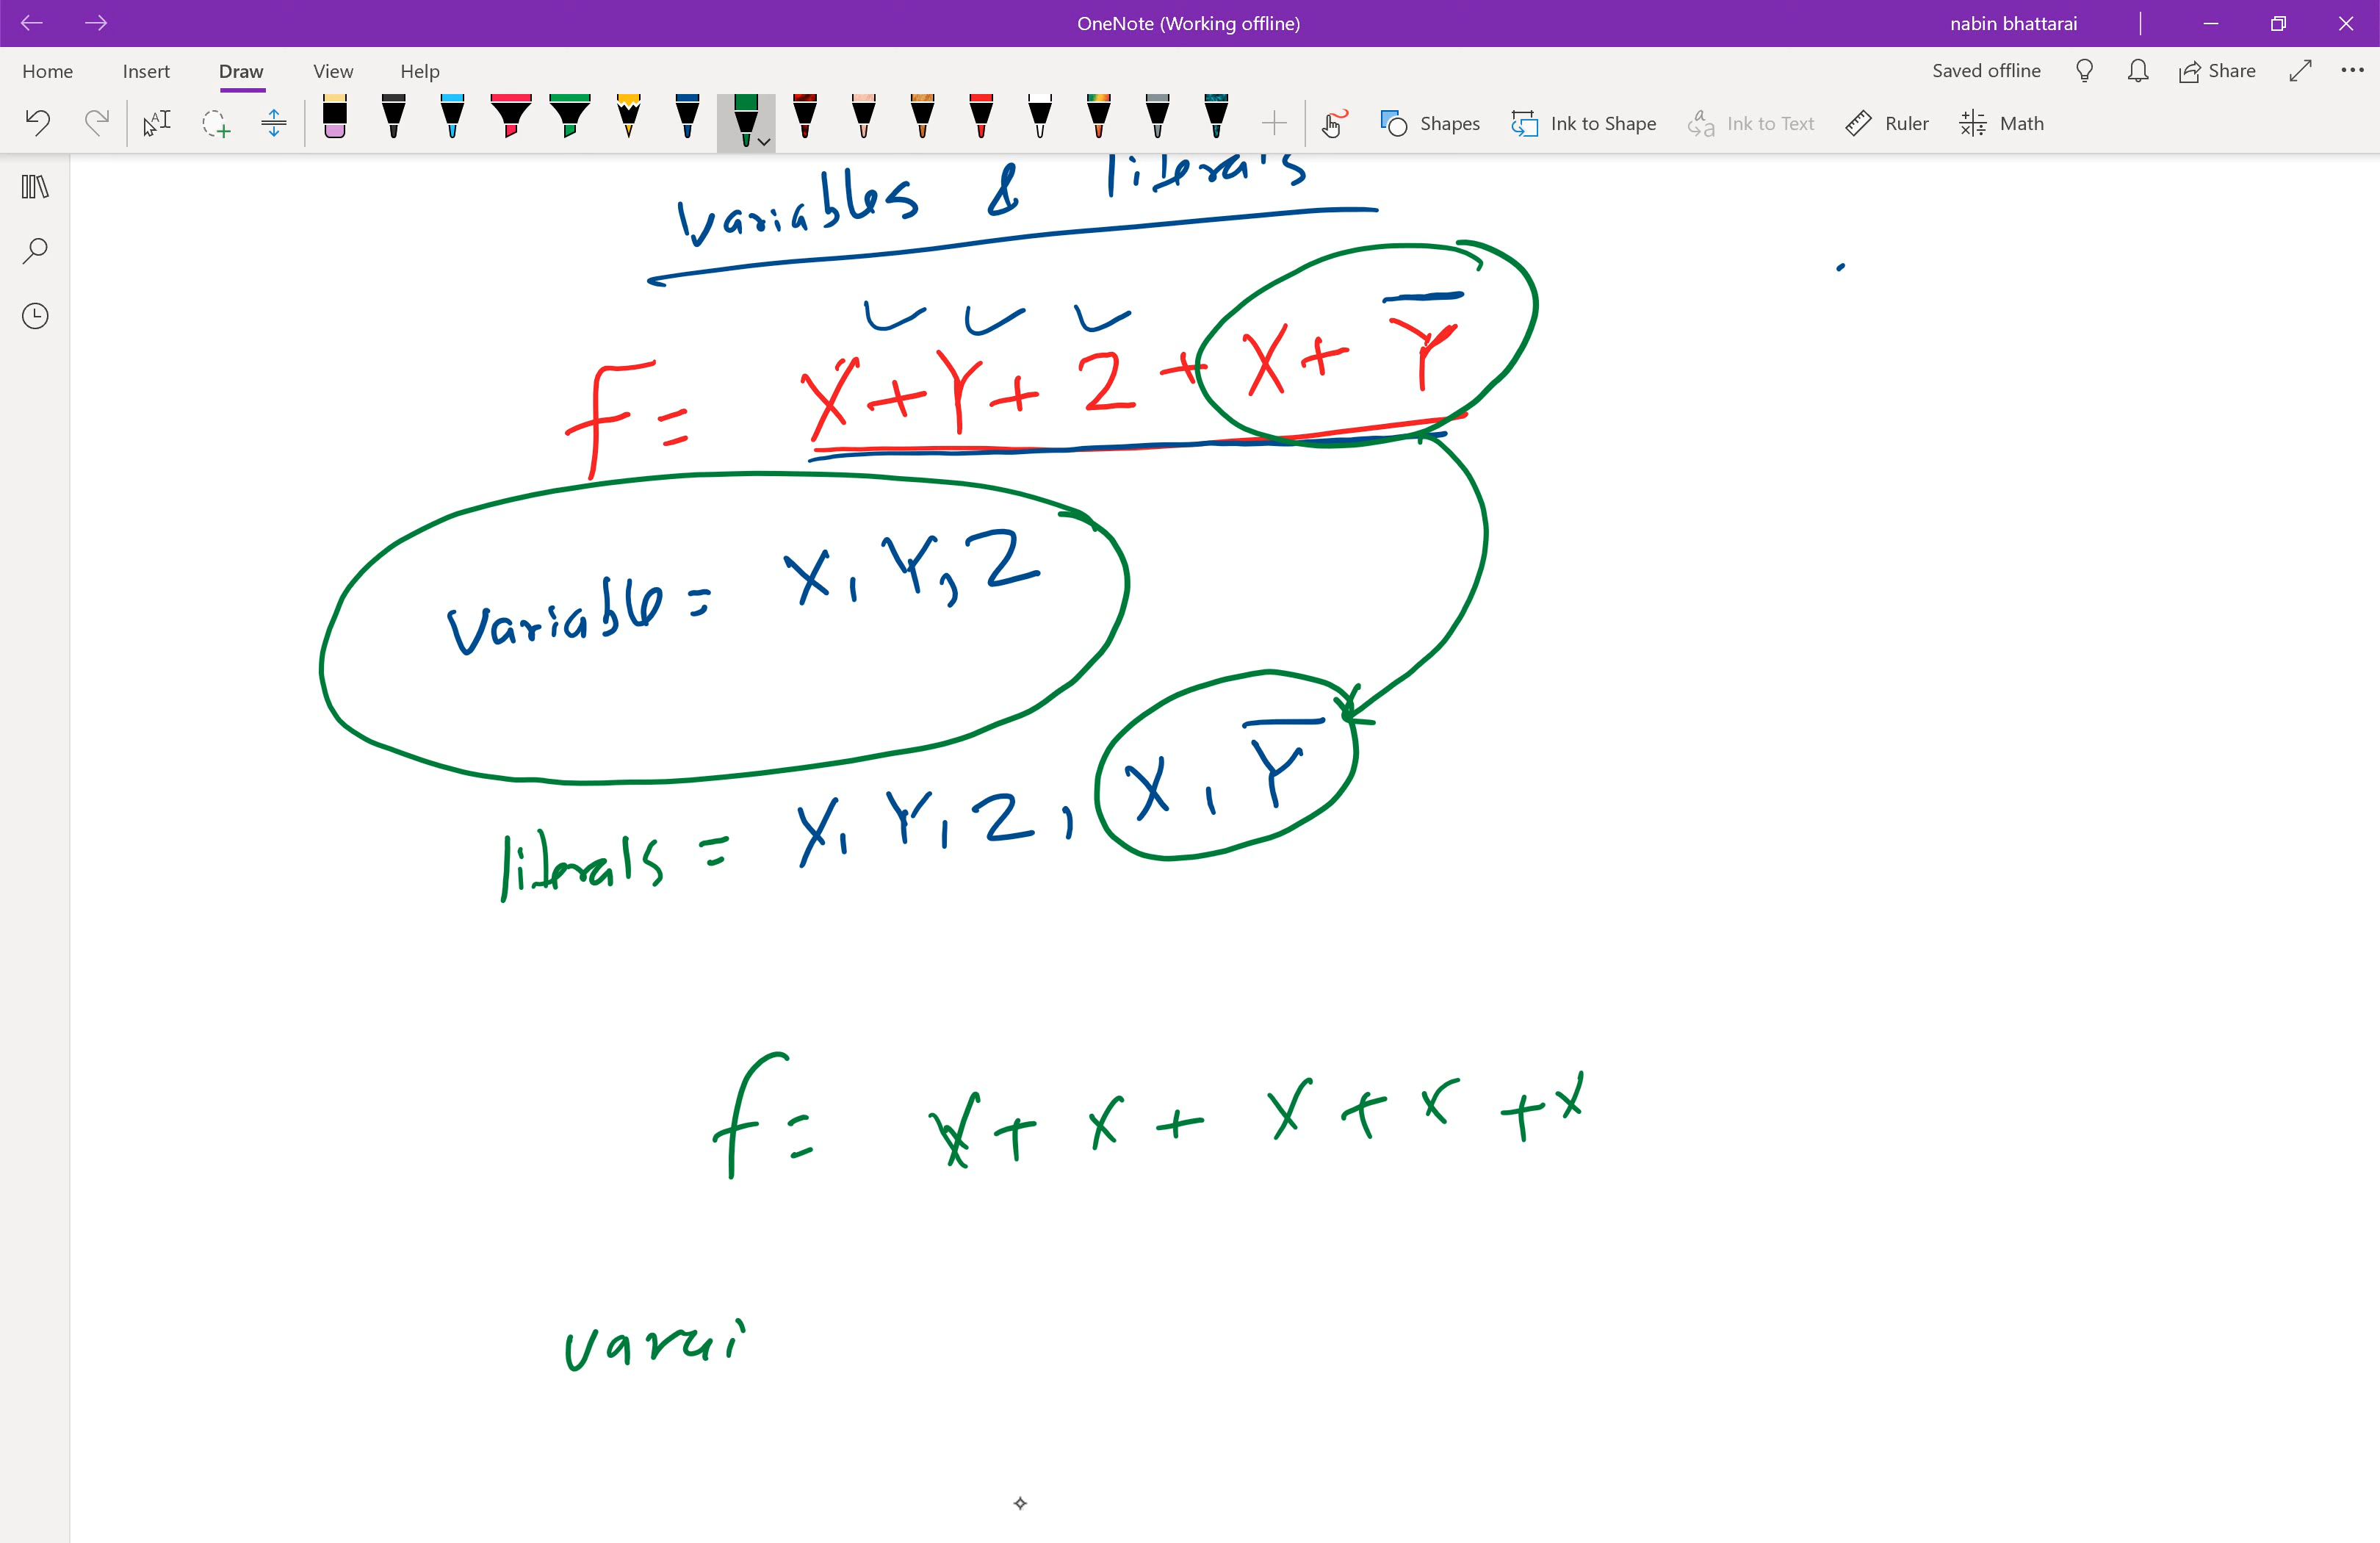 OneNote (Working offline)
nabin bhattarai
Home Insert Draw View Help
Saved offline Share
Shapes Ink to Shape Ink to Text Ruler Math
Variables & literals
f = X+Y+Z+X+Y̅
Variable = X, Y, Z
literals = X, Y, Z, X, Y̅
f = X + X + X + X + X
varai